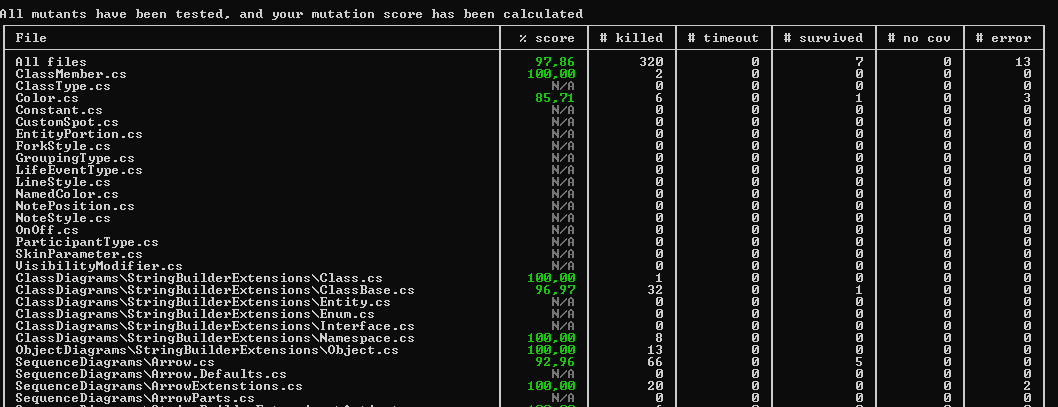 All mutants have been tested, and your mutation score has been calculated
File % score # killed # timeout # survived # no cov # error
All files 97,86 320 0 7 0 13
ClassMember.cs 100,00 2 0 0 0 0
ClassType.cs N/A 0 0 0 0 0
Color.cs 85,71 6 0 1 0 3
Constant.cs N/A 0 0 0 0 0
CustomSpot.cs N/A 0 0 0 0 0
EntityPortion.cs N/A 0 0 0 0 0
ForkStyle.cs N/A 0 0 0 0 0
GroupingType.cs N/A 0 0 0 0 0
LifeEventType.cs N/A 0 0 0 0 0
LineStyle.cs N/A 0 0 0 0 0
NamedColor.cs N/A 0 0 0 0 0
NotePosition.cs N/A 0 0 0 0 0
NoteStyle.cs N/A 0 0 0 0 0
OnOff.cs N/A 0 0 0 0 0
ParticipantType.cs N/A 0 0 0 0 0
SkinParameter.cs N/A 0 0 0 0 0
VisibilityModifier.cs N/A 0 0 0 0 0
ClassDiagrams\StringBuilderExtensions\Class.cs 100,00 1 0 0 0 0
ClassDiagrams\StringBuilderExtensions\ClassBase.cs 96,97 32 0 1 0 0
ClassDiagrams\StringBuilderExtensions\Entity.cs N/A 0 0 0 0 0
ClassDiagrams\StringBuilderExtensions\Enum.cs N/A 0 0 0 0 0
ClassDiagrams\StringBuilderExtensions\Interface.cs N/A 0 0 0 0 0
ClassDiagrams\StringBuilderExtensions\Namespace.cs 100,00 8 0 0 0 0
ObjectDiagrams\StringBuilderExtensions\Object.cs 100,00 13 0 0 0 0
SequenceDiagrams\Arrow.cs 92,96 66 0 5 0 0
SequenceDiagrams\Arrow.Defaults.cs N/A 0 0 0 0 0
SequenceDiagrams\ArrowExtenstions.cs 100,00 20 0 0 0 2
SequenceDiagrams\ArrowParts.cs N/A 0 0 0 0 0